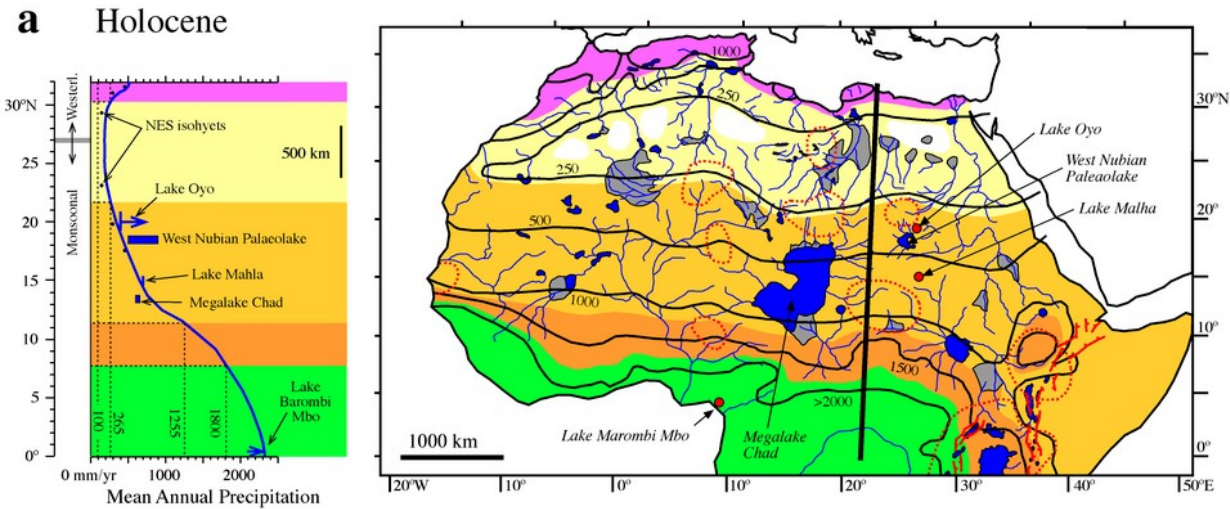 a Holocene
Westerl.
Monsoonal
30°N
25
20
15
10
5
0°
NES isohyets
500 km
Lake Oyo
West Nubian Palaeolake
Lake Mahla
Megalake Chad
Lake
Barombi
Mbo
100
265
1255
1800
0 mm/yr 1000 2000
Mean Annual Precipitation
1000
250
250
500
1000
1500
>2000
Lake Oyo
West Nubian
Paleaolake
Lake Malha
Lake Marombi Mbo
Megalake
Chad
1000 km
30°N
20°
10°
0°
20°W 10° 0° 10° 20° 30° 40° 50°E